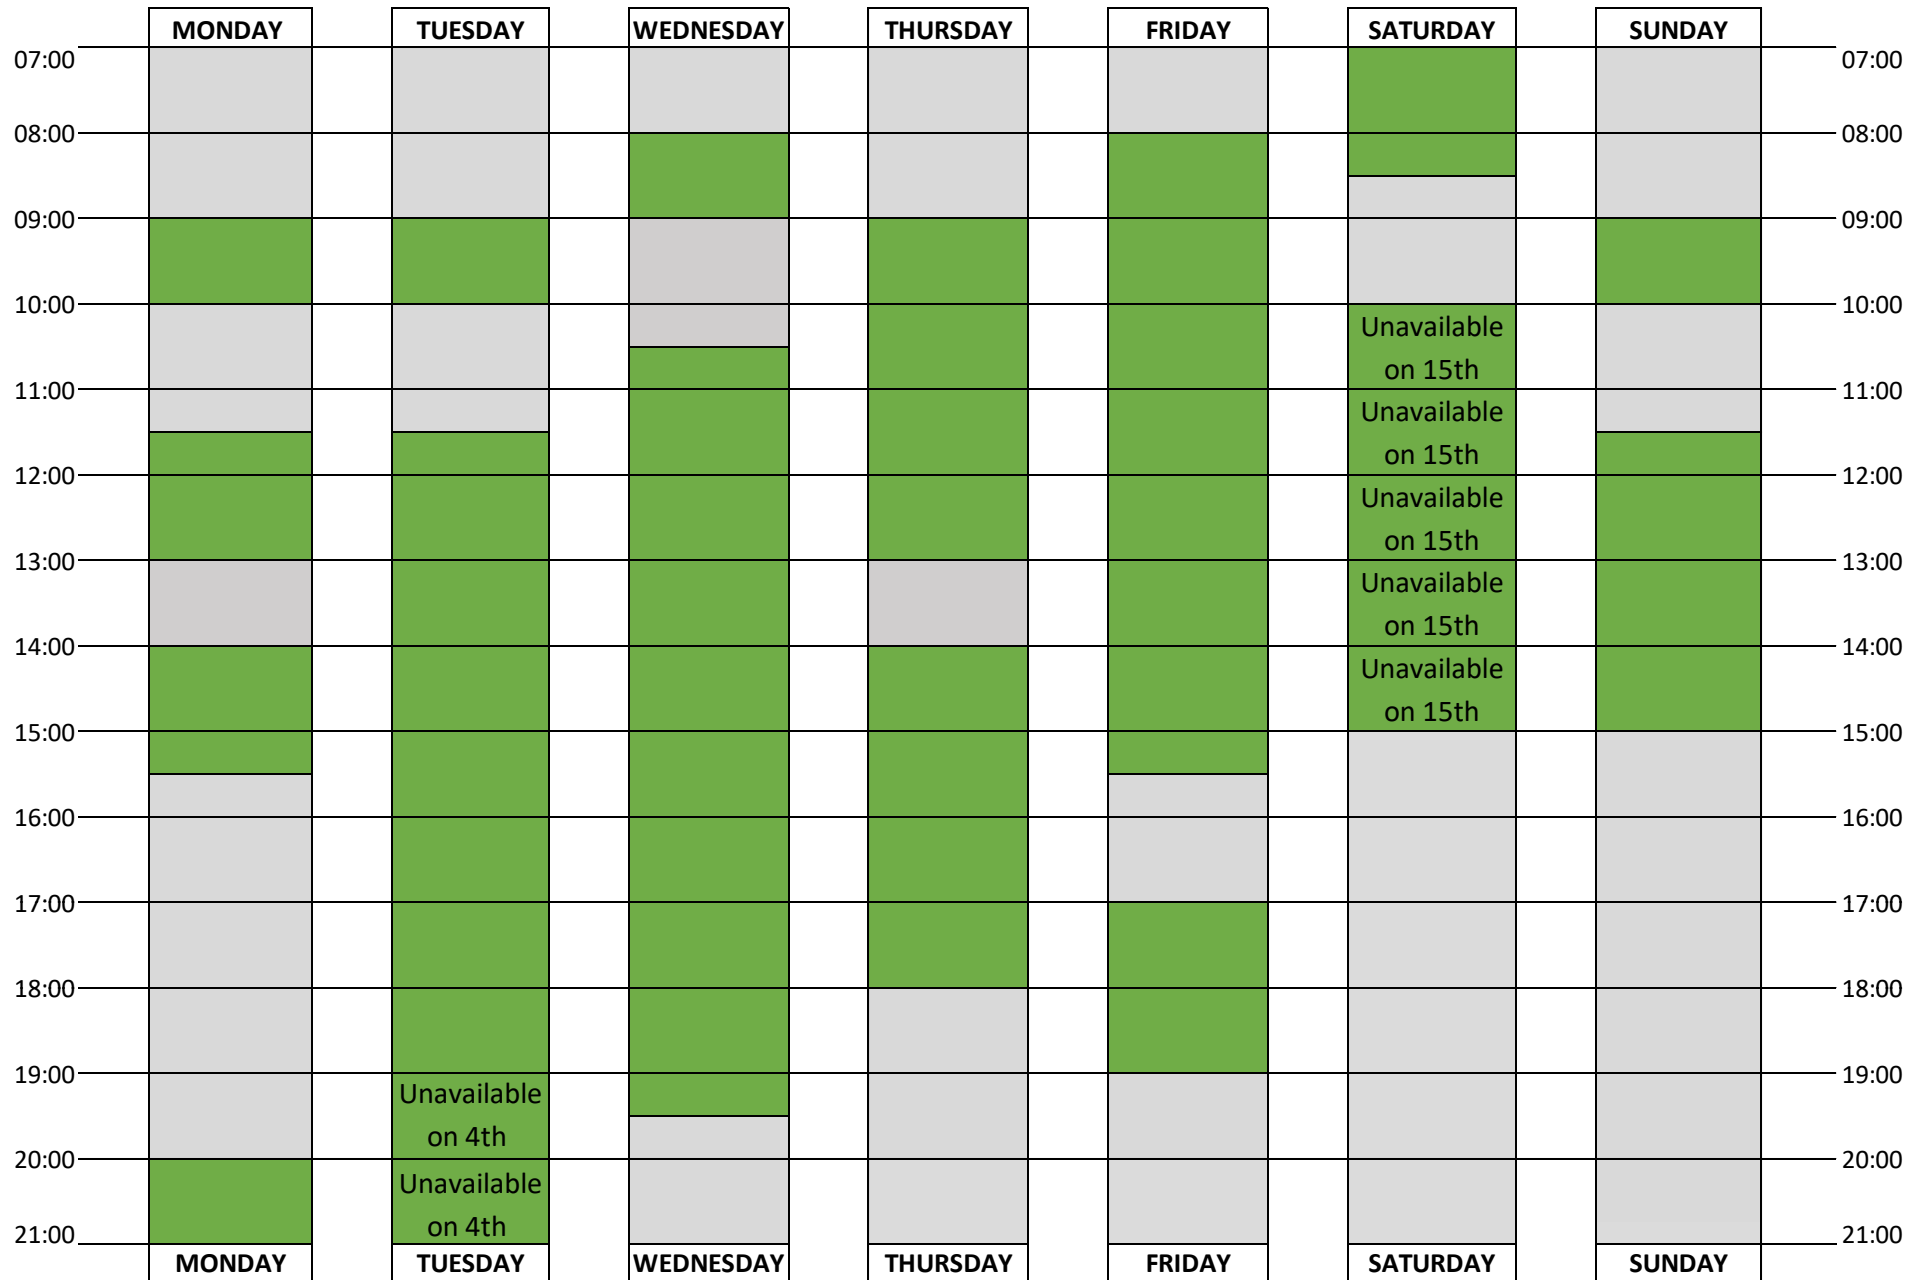 MONDAY TUESDAY WEDNESDAY THURSDAY FRIDAY SATURDAY SUNDAY
07:00 07:00
08:00 08:00
09:00 09:00
10:00 10:00
Unavailable
on 15th
11:00 11:00
Unavailable
on 15th
12:00 12:00
Unavailable
on 15th
13:00 13:00
Unavailable
on 15th
14:00 14:00
Unavailable
on 15th
15:00 15:00
16:00 16:00
17:00 17:00
18:00 18:00
19:00 19:00
Unavailable
on 4th
20:00 20:00
Unavailable
on 4th
21:00 21:00
MONDAY TUESDAY WEDNESDAY THURSDAY FRIDAY SATURDAY SUNDAY